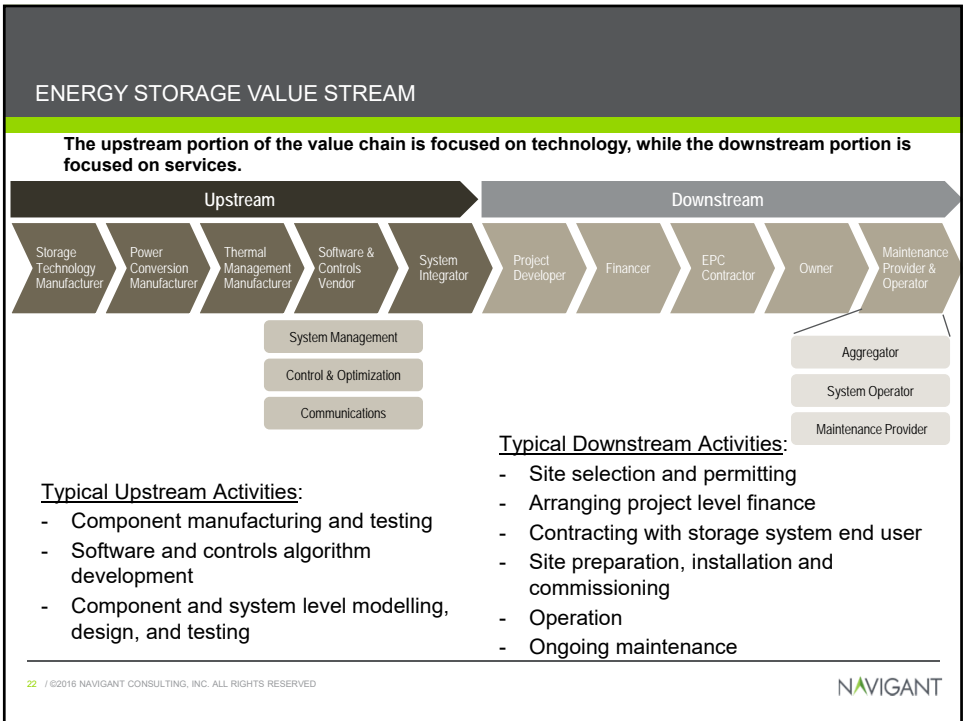 ENERGY STORAGE VALUE STREAM
The upstream portion of the value chain is focused on technology, while the downstream portion is
focused on services.
Upstream
Downstream
Storage
Technology
Manufacturer
Power
Conversion
Manufacturer
Thermal
Management
Manufacturer
Software &
Controls
Vendor
System
Integrator
Project
Developer
Financer
EPC
Contractor
Owner
Maintenance
Provider &
Operator
System Management
Control & Optimization
Communications
Aggregator
System Operator
Maintenance Provider
Typical Upstream Activities:
- Component manufacturing and testing
- Software and controls algorithm
development
- Component and system level modelling,
design, and testing
Typical Downstream Activities:
- Site selection and permitting
- Arranging project level finance
- Contracting with storage system end user
- Site preparation, installation and
commissioning
- Operation
- Ongoing maintenance
22 / ©2016 NAVIGANT CONSULTING, INC. ALL RIGHTS RESERVED
NAVIGANT